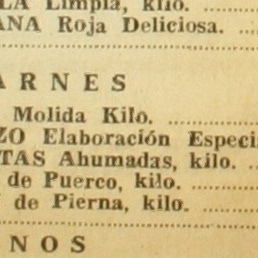 LA Limpia, kilo.
ANA Roja Deliciosa.
ARNES
Molida Kilo.
ZO Elaboración Especi
TAS Ahumadas, kilo.
de Puerco, kilo.
de Pierna, kilo.
NOS